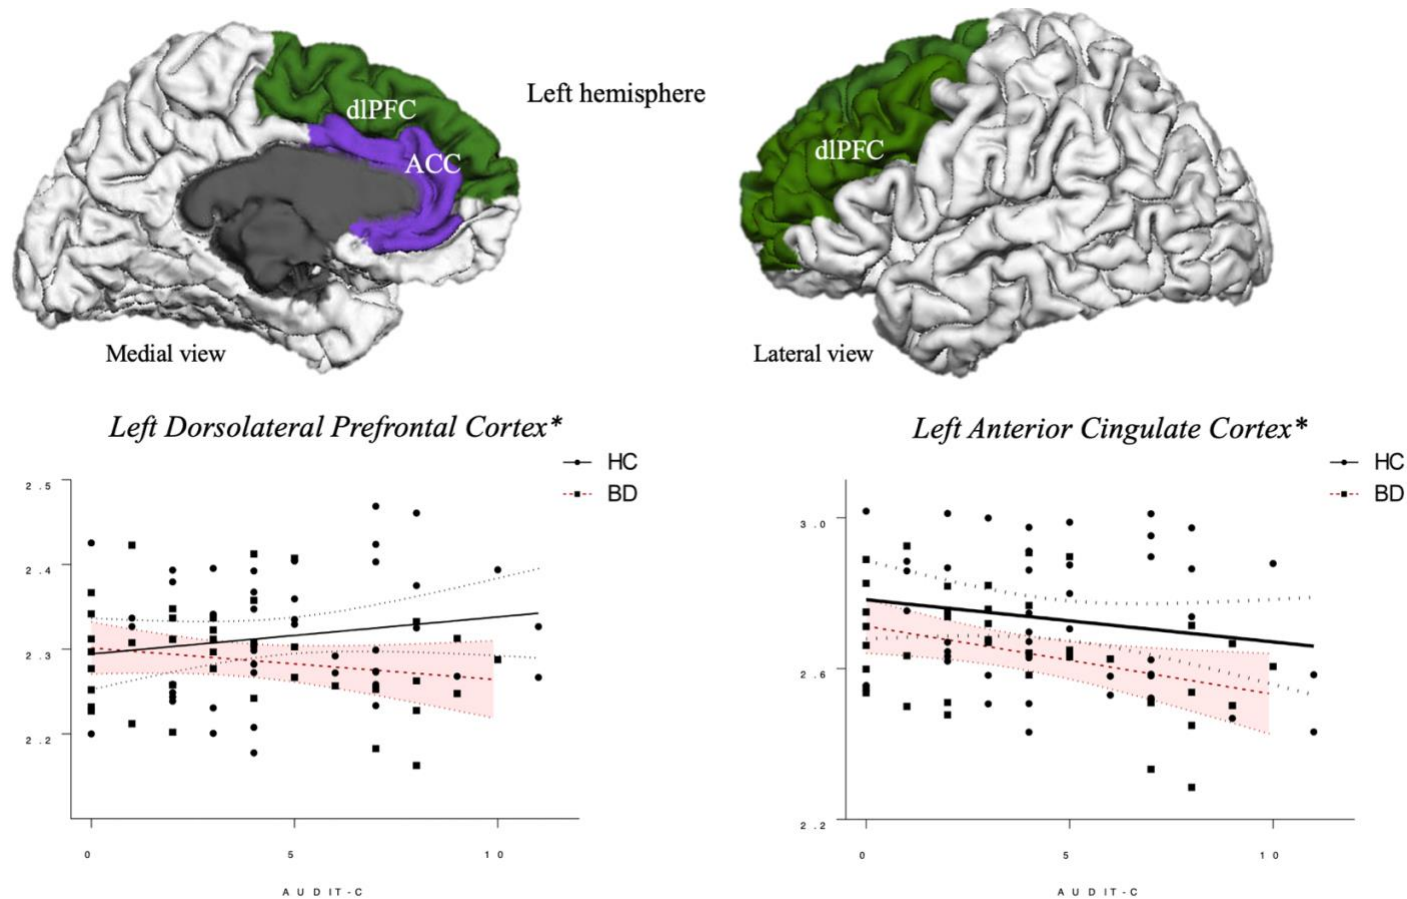 dlPFC
ACC
Left hemisphere
dlPFC
Medial view
Lateral view
Left Dorsolateral Prefrontal Cortex*
HC
BD
2.5
2.4
2.3
2.2
0 5 10
AUDIT-C
Left Anterior Cingulate Cortex*
HC
BD
3.0
2.6
2.2
0 5 10
AUDIT-C